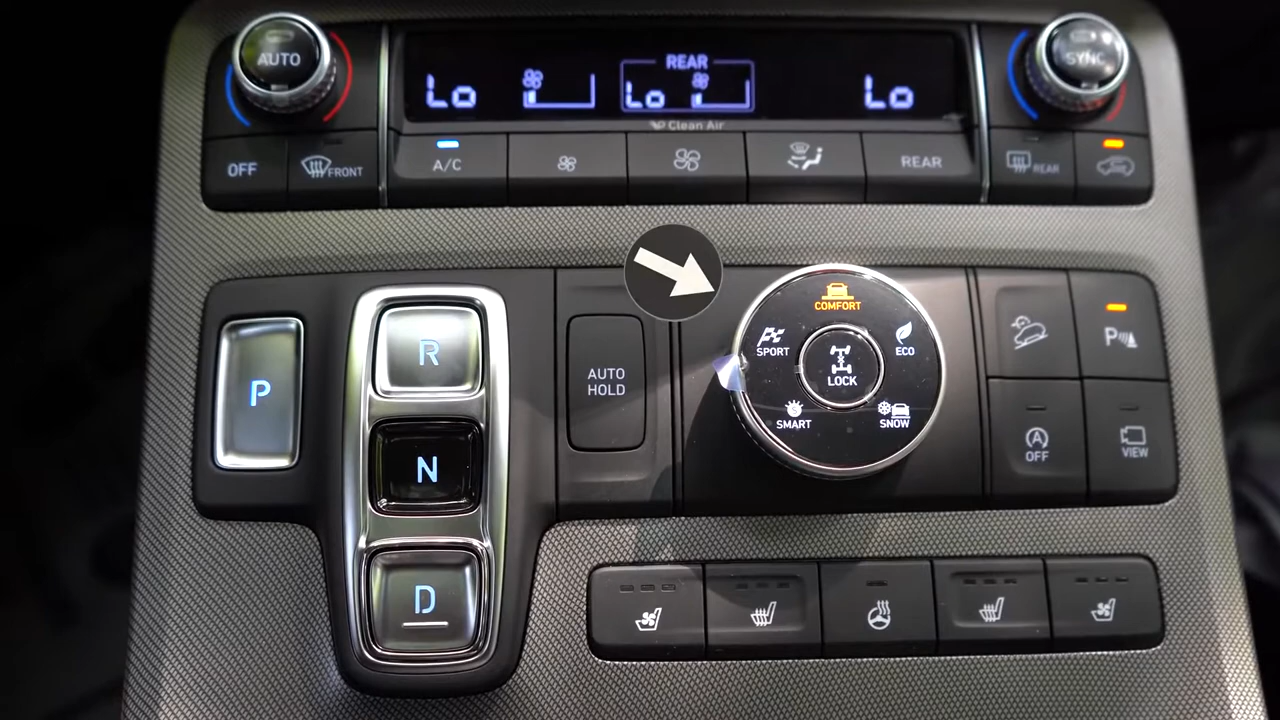 AUTO
Lo
REAR
Lo
Lo
SYNC
Clean Air
OFF
FRONT
A/C
REAR
REAR
P
R
N
D
AUTO
HOLD
COMFORT
SPORT
ECO
LOCK
SMART
SNOW
P
A
OFF
VIEW